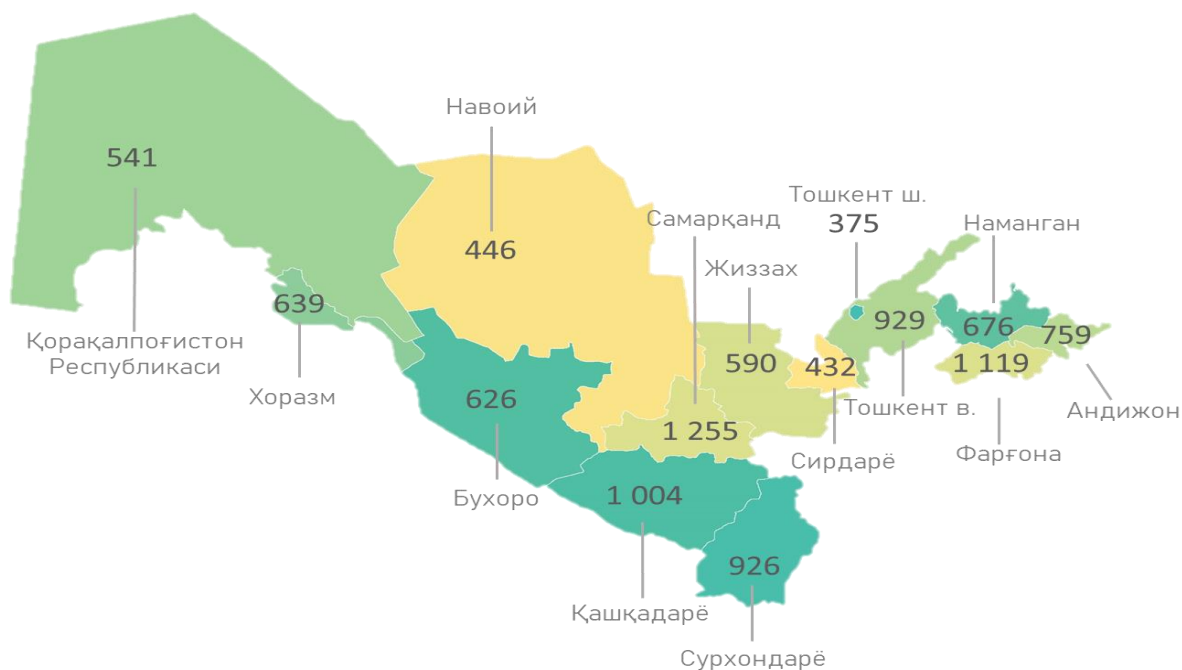 Навоий
541
Тошкент ш.
375
Самарқанд
Наманган
446
Жиззах
639
929
676
759
Қорақалпоғистон
Республикаси
590
432
1 119
Хоразм
626
Тошкент в.
Андижон
1 255
Сирдарё
Фарғона
Бухоро
1 004
926
Қашқадарё
Сурхондарё